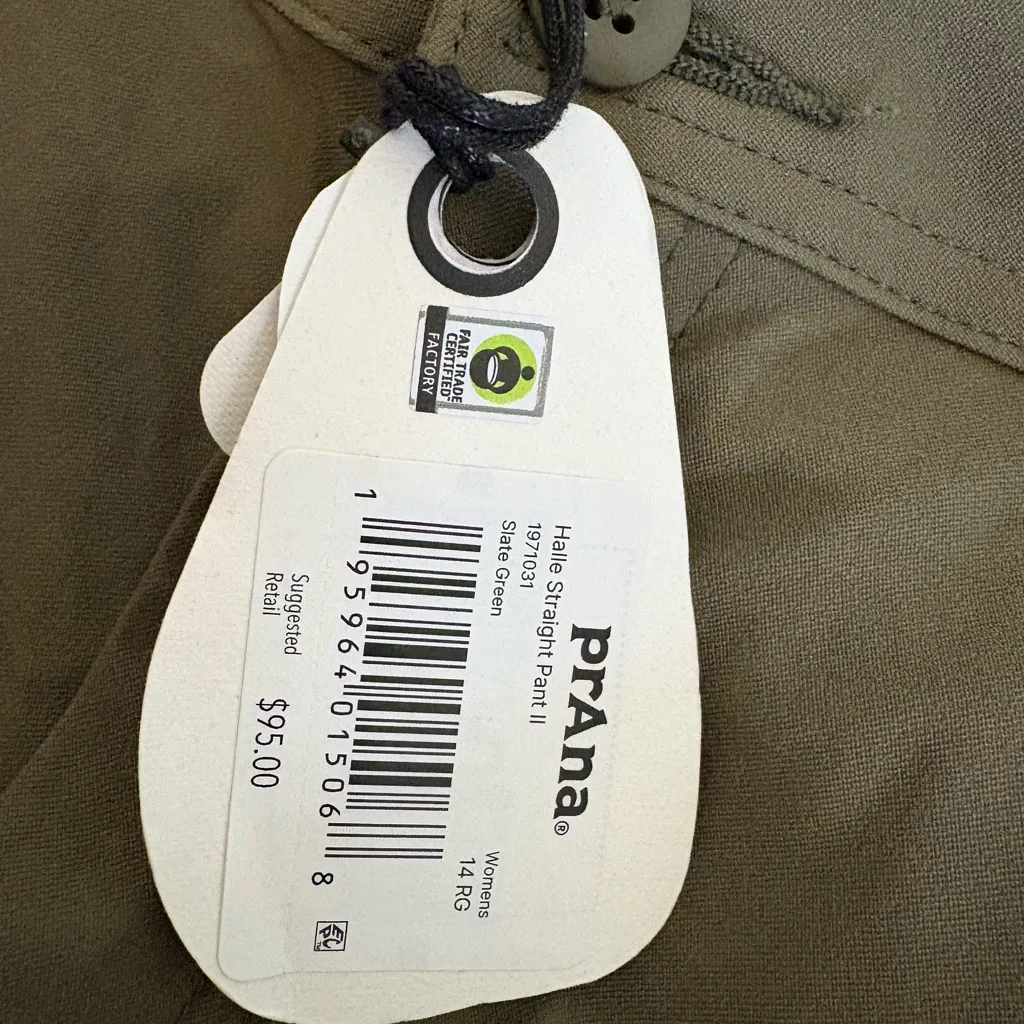 FAIR TRADE
CERTIFIED™
FACTORY
prAna®
Halle Straight Pant II
1971031
Slate Green
Womens
14 RG
1 95964 01506 8
Suggested
Retail
$95.00